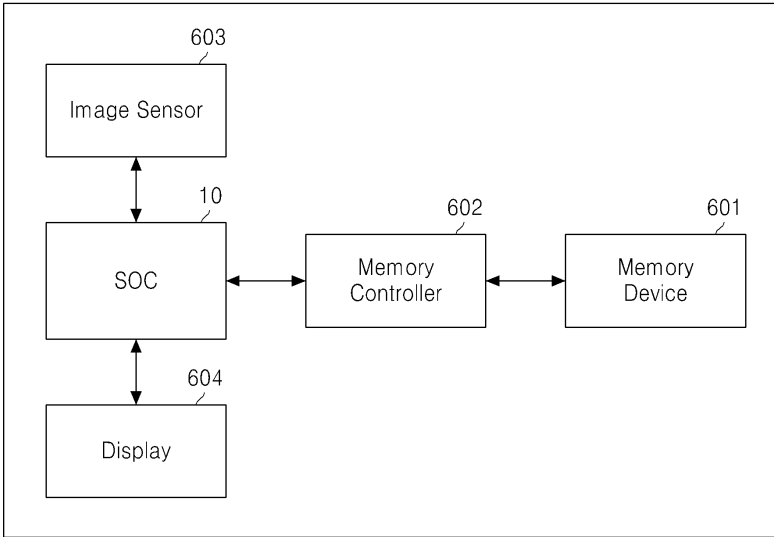 603
Image Sensor
10
SOC
602
Memory
Controller
601
Memory
Device
604
Display